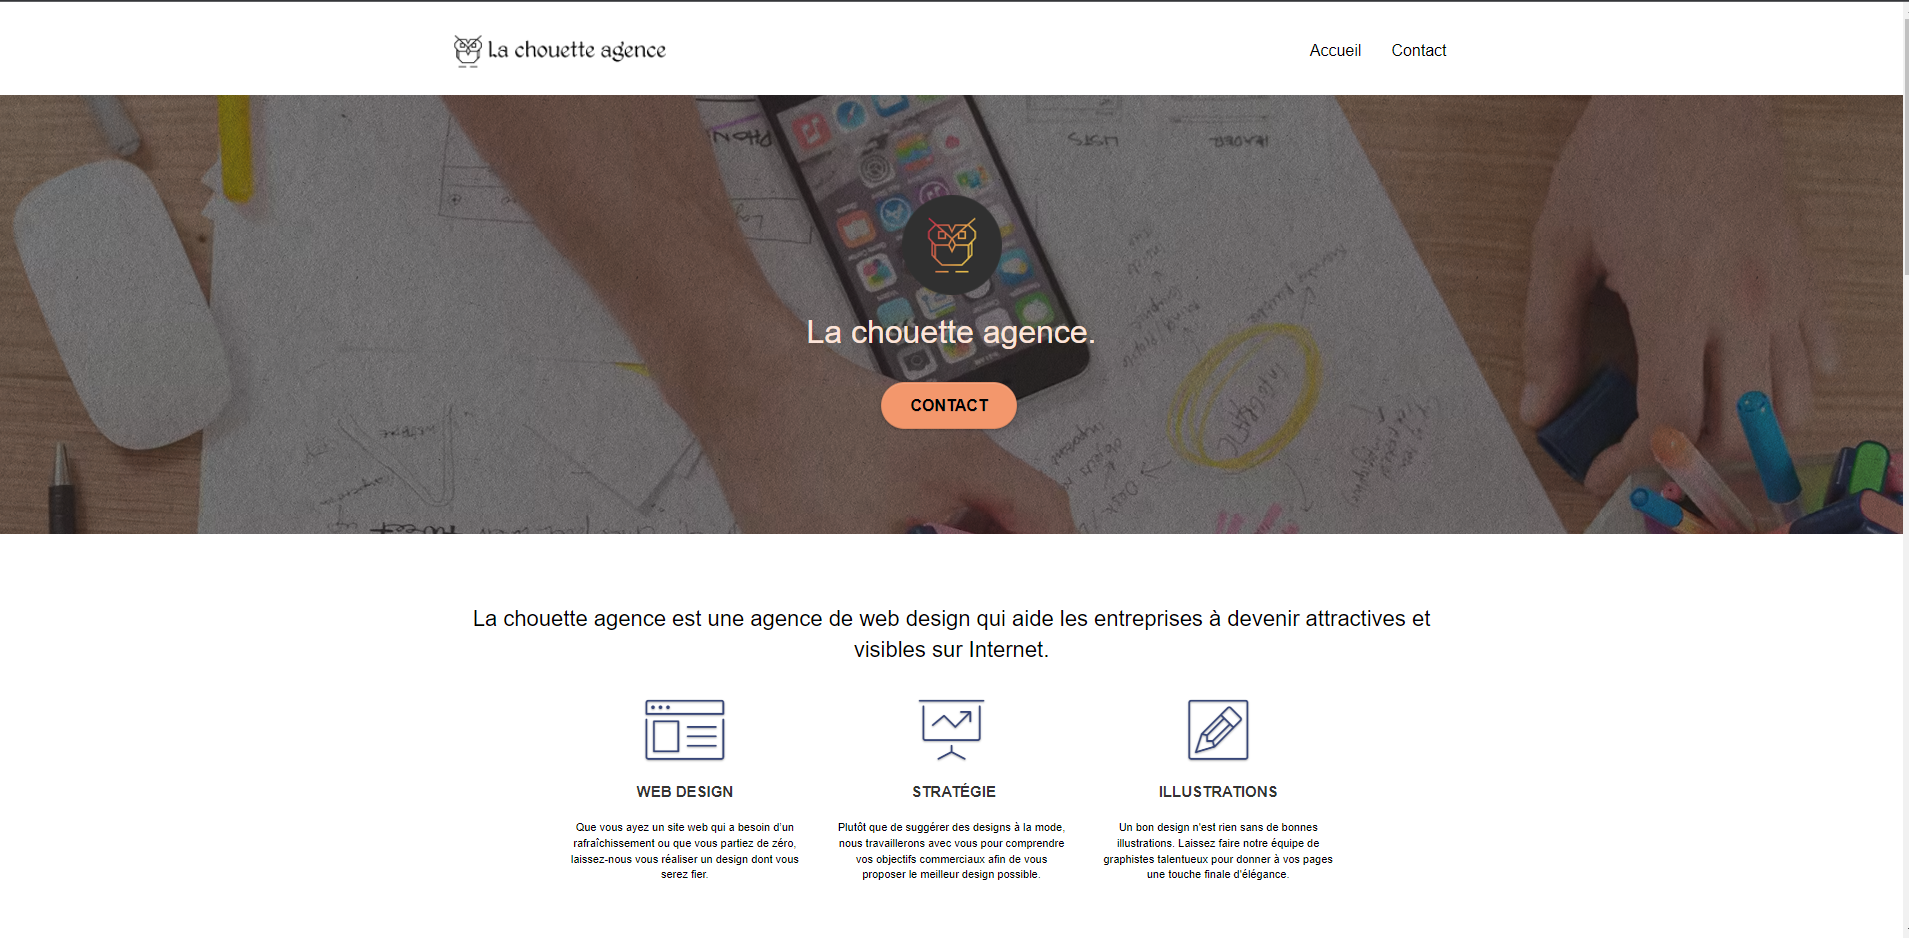 La chouette agence
Accueil
Contact
LISTS
HEADER
La chouette agence.
CONTACT
La chouette agence est une agence de web design qui aide les entreprises à devenir attractives et
visibles sur Internet.
WEB DESIGN
Que vous ayez un site web qui a besoin d'un
rafraîchissement ou que vous partiez de zéro,
laissez-nous vous réaliser un design dont vous
serez fier.
STRATÉGIE
Plutôt que de suggérer des designs à la mode,
nous travaillerons avec vous pour comprendre
vos objectifs commerciaux afin de vous
proposer le meilleur design possible.
ILLUSTRATIONS
Un bon design n'est rien sans de bonnes
illustrations. Laissez faire notre équipe de
graphistes talentueux pour donner à vos pages
une touche finale d'élégance.